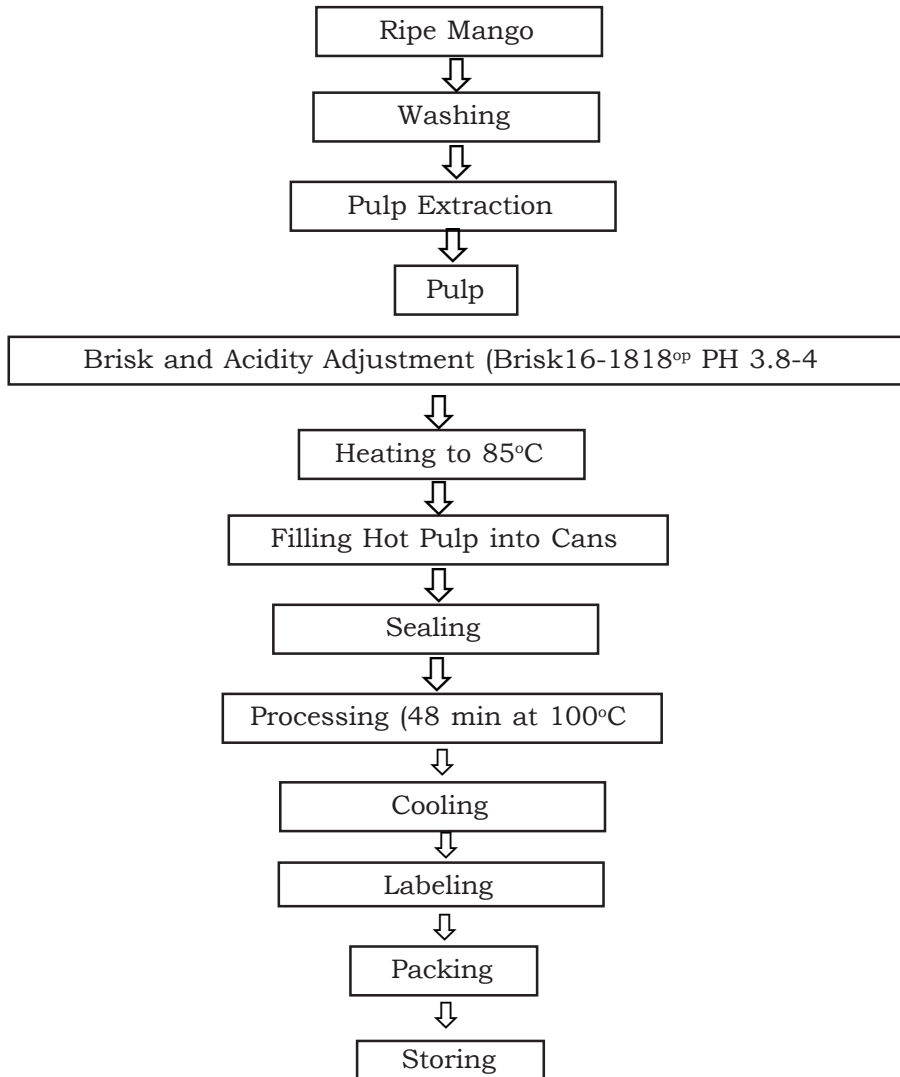 Ripe Mango
Washing
Pulp Extraction
Pulp
Brisk and Acidity Adjustment (Brisk16-1818ᵒᵖ PH 3.8-4
Heating to 85ᵒC
Filling Hot Pulp into Cans
Sealing
Processing (48 min at 100ᵒC
Cooling
Labeling
Packing
Storing